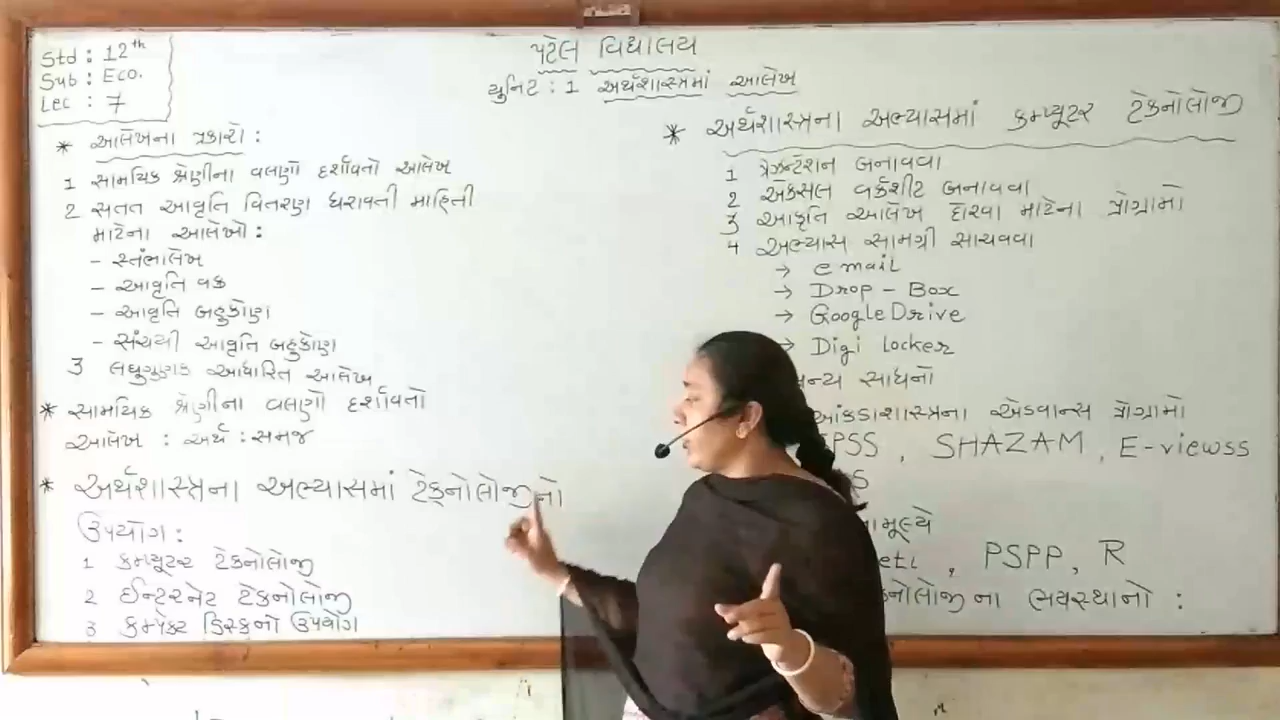 Std : 12th
Sub : Eco.
Lec : 7
પટેલ વિદ્યાલય
યુનિટ : 1 અર્થશાસ્ત્રમાં આલેખ
* આલેખના પ્રકારો :
1 સામયિક શ્રેણીના વલણો દર્શાવતો આલેખ
2 સતત આવૃતિ વિતરણ ધરાવતી માહિતી
માટેના આલેખો :
- સ્તંભાલેખ
- આવૃતિ વક્ર
- આવૃતિ બહુકોણ
- સંચયી આવૃતિ બહુકોણ
3 લઘુગુણક આધારિત આલેખ
* સામયિક શ્રેણીના વલણો દર્શાવતો
આલેખ : અર્થ : સમજ
* અર્થશાસ્ત્રના અભ્યાસમાં ટેકનોલોજીનો
ઉપયોગ :
1 કમ્પ્યૂટર ટેકનોલોજી
2 ઈન્ટરનેટ ટેકનોલોજી
3 કમ્પેક્ટ ડિસ્કનો ઉપયોગ
* અર્થશાસ્ત્રના અભ્યાસમાં કમ્પ્યૂટર ટેકનોલોજી
1 પ્રેઝન્ટેશન બનાવવા
2 એક્સલ વર્કશીટ બનાવવા
3 આકૃતિ આલેખ દોરવા માટેના પ્રોગ્રામો
4 અભ્યાસ સામગ્રી સાચવવા
→ e mail
→ Drop - Box
→ Google Drive
→ Digi locker
સાધનો
આંકડાશાસ્ત્રના એડવાન્સ પ્રોગ્રામો
PSS , SHAZAM , E-viewss
S
મૂલ્યે
etl , PSPP , R
નોલોજી ના ભયસ્થાનો :